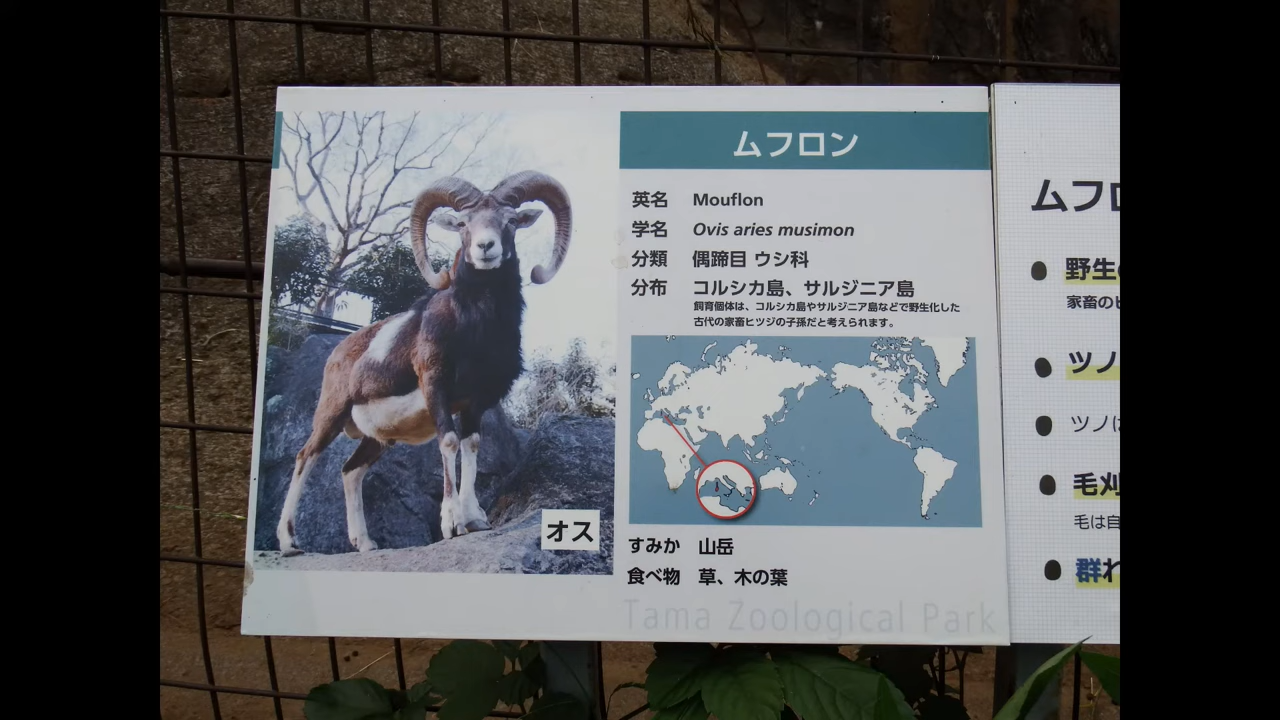 ムフロン
英名 Mouflon
学名 Ovis aries musimon
分類 偶蹄目 ウシ科
分布 コルシカ島、サルジニア島
飼育個体は、コルシカ島やサルジニア島などで野生化した
古代の家畜ヒツジの子孫だと考えられます。
オス
すみか 山岳
食べ物 草、木の葉
Tama Zoological Park
ムフロ
野生
家畜の
ツノ
ツノは
毛刈
毛は自
群れ